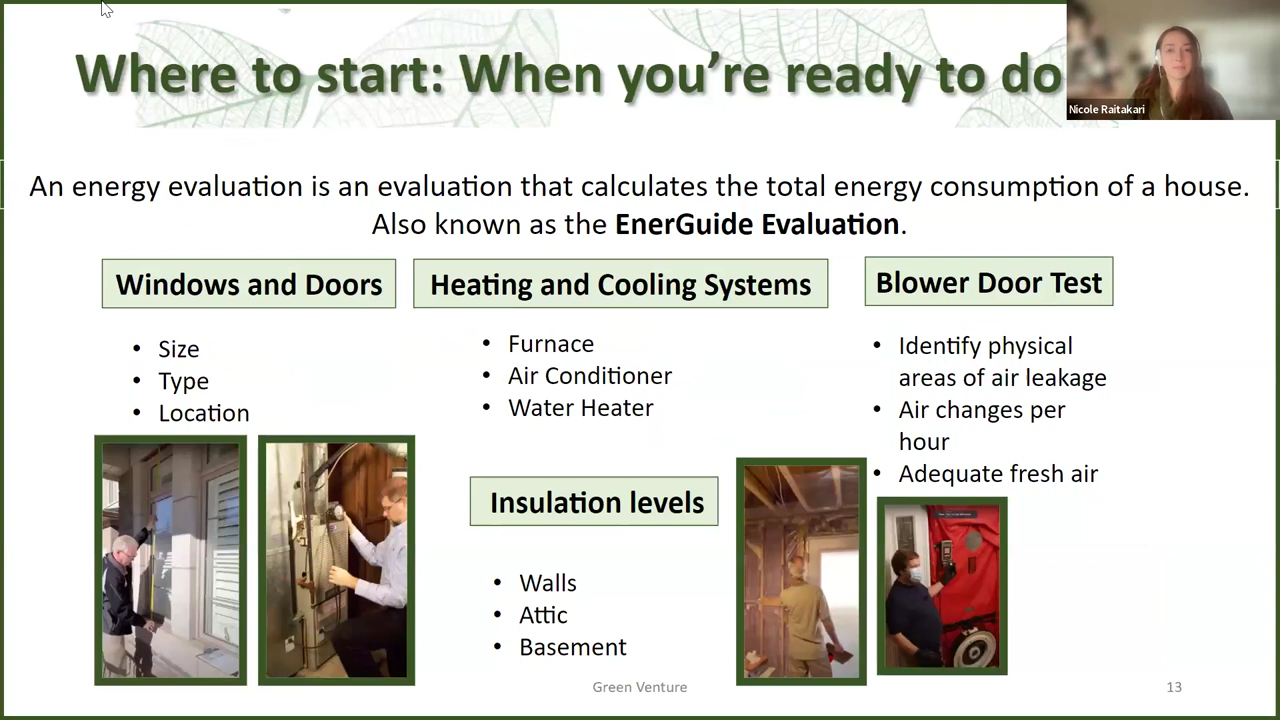 Where to start: When you're ready to do
Nicole Raitakari
An energy evaluation is an evaluation that calculates the total energy consumption of a house.
Also known as the EnerGuide Evaluation.
Windows and Doors
• Size
• Type
• Location
Heating and Cooling Systems
• Furnace
• Air Conditioner
• Water Heater
Blower Door Test
• Identify physical
areas of air leakage
• Air changes per
hour
• Adequate fresh air
Insulation levels
• Walls
• Attic
• Basement
Green Venture
13